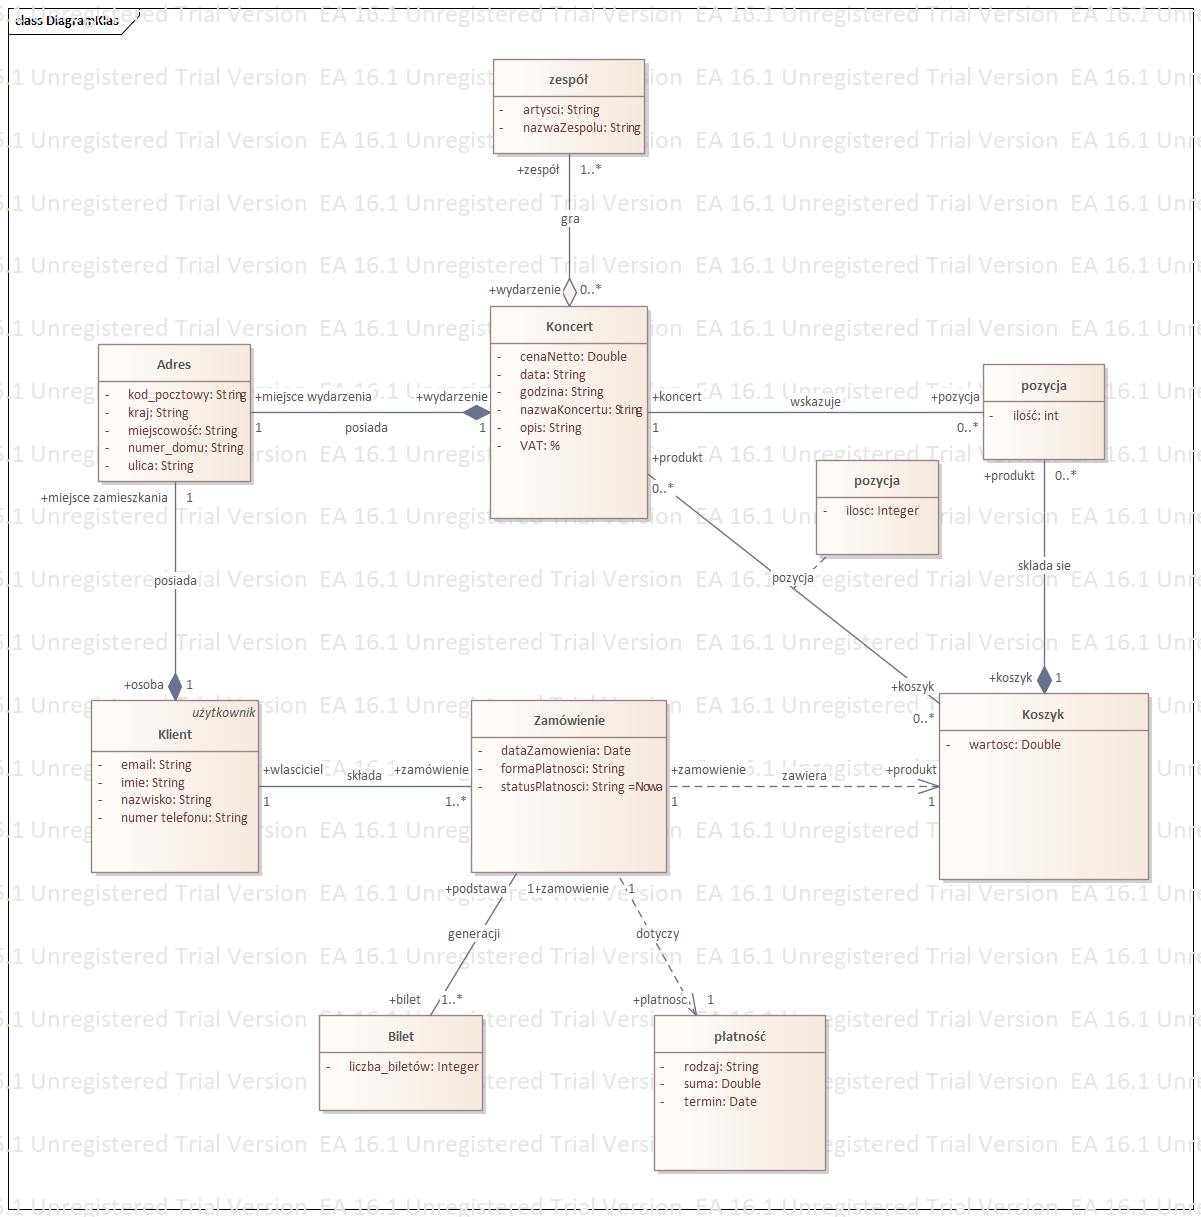 class DiagramKlas
EA 16.1 Unregistered Trial Version
zespół
- artysci: String
- nazwaZespolu: String
+zespół 1..*
gra
+wydarzenie 0..*
Koncert
- cenaNetto: Double
- data: String
- godzina: String
- nazwaKoncertu: String
- opis: String
- VAT: %
Adres
- kod_pocztowy: String
- kraj: String
- miejscowość: String
- numer_domu: String
- ulica: String
+miejsce wydarzenia +wydarzenie
1 posiada 1
+koncert wskazuje +pozycja
1 0..*
pozycja
- ilość: int
+produkt
0..*
pozycja
- ilosc: Integer
+produkt 0..*
+miejsce zamieszkania 1
posiada
pozycja
sklada sie
+osoba 1
+koszyk
0..*
+koszyk 1
użytkownik
Klient
- email: String
- imie: String
- nazwisko: String
- numer telefonu: String
+wlasciciel składa +zamówienie
1 1..*
Zamówienie
- dataZamowienia: Date
- formaPlatnosci: String
- statusPlatnosci: String =Nowa
+zamowienie zawiera +produkt
1 1
Koszyk
- wartosc: Double
+podstawa 1 +zamowienie 1
generacji
dotyczy
+bilet 1..*
+platnosc 1
Bilet
- liczba_biletów: Integer
płatność
- rodzaj: String
- suma: Double
- termin: Date